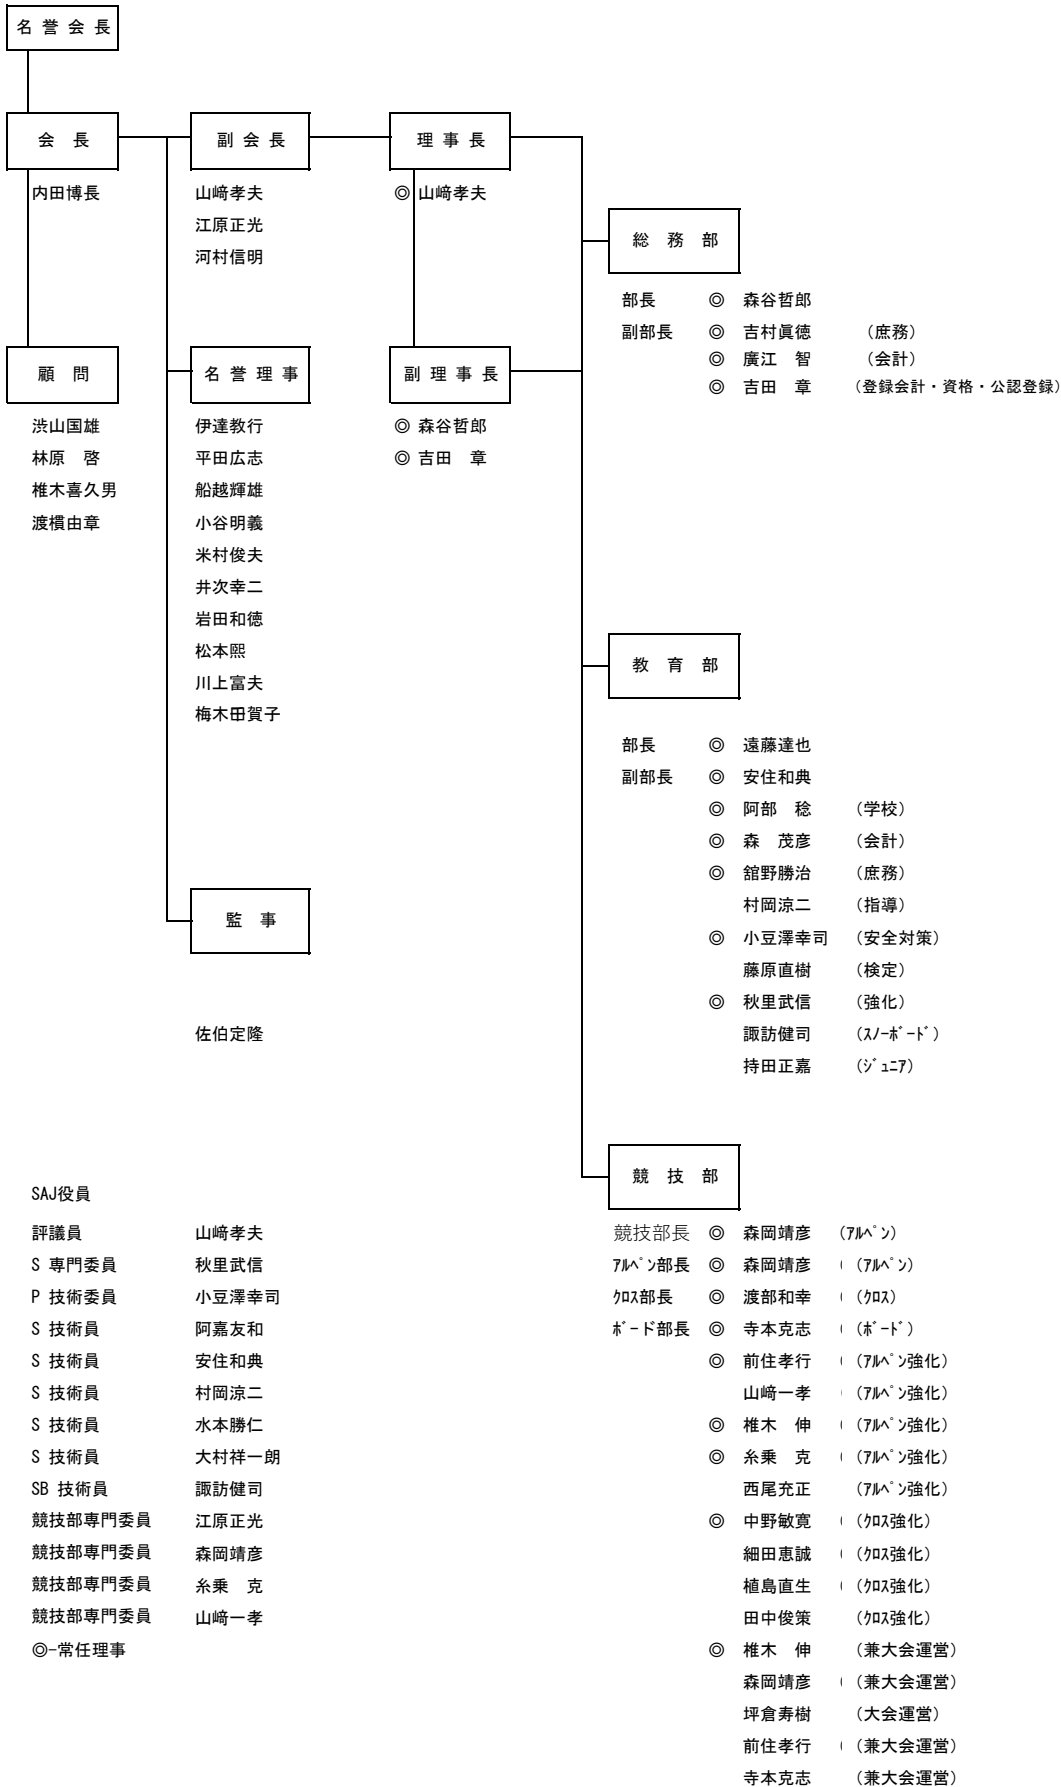 名誉会長
会 長
内田博長
顧 問
渋山国雄
林原 啓
椎木喜久男
渡橨由章
副会長
山﨑孝夫
江原正光
河村信明
名誉理事
伊達教行
平田広志
船越輝雄
小谷明義
米村俊夫
井次幸二
岩田和徳
松本熙
川上富夫
梅木田賀子
監 事
佐伯定隆
理事長
◎ 山﨑孝夫
副理事長
◎ 森谷哲郎
◎ 吉田 章
総 務 部
部長 ◎ 森谷哲郎
副部長 ◎ 吉村眞徳 (庶務)
◎ 廣江 智 (会計)
◎ 吉田 章 (登録会計・資格・公認登録)
教 育 部
部長 ◎ 遠藤達也
副部長 ◎ 安住和典
◎ 阿部 稔 (学校)
◎ 森 茂彦 (会計)
◎ 舘野勝治 (庶務)
村岡涼二 (指導)
◎ 小豆澤幸司 (安全対策)
藤原直樹 (検定)
◎ 秋里武信 (強化)
諏訪健司 (ｽﾉｰﾎﾞｰﾄﾞ)
持田正嘉 (ｼﾞｭﾆｱ)
競 技 部
競技部長 ◎ 森岡靖彦 (ｱﾙﾍﾟﾝ)
ｱﾙﾍﾟﾝ部長 ◎ 森岡靖彦 (ｱﾙﾍﾟﾝ)
ｸﾛｽ部長 ◎ 渡部和幸 (ｸﾛｽ)
ﾎﾞｰド部長 ◎ 寺本克志 (ﾎﾞｰﾄﾞ)
◎ 前住孝行 (ｱﾙﾍﾟﾝ強化)
山﨑一孝 (ｱﾙﾍﾟﾝ強化)
◎ 椎木 伸 (ｱﾙﾍﾟﾝ強化)
◎ 糸乗 克 (ｱﾙﾍﾟﾝ強化)
西尾充正 (ｱﾙﾍﾟﾝ強化)
◎ 中野敏寛 (ｸﾛｽ強化)
細田恵誠 (ｸﾛｽ強化)
植島直生 (ｸﾛｽ強化)
田中俊策 (ｸﾛｽ強化)
◎ 椎木 伸 (兼大会運営)
森岡靖彦 (兼大会運営)
坪倉寿樹 (大会運営)
前住孝行 (兼大会運営)
寺本克志 (兼大会運営)
SAJ役員
評議員 山﨑孝夫
S 専門委員 秋里武信
P 技術委員 小豆澤幸司
S 技術員 阿嘉友和
S 技術員 安住和典
S 技術員 村岡涼二
S 技術員 水本勝仁
S 技術員 大村祥一朗
SB 技術員 諏訪健司
競技部専門委員 江原正光
競技部専門委員 森岡靖彦
競技部専門委員 糸乗 克
競技部専門委員 山﨑一孝
◎-常任理事